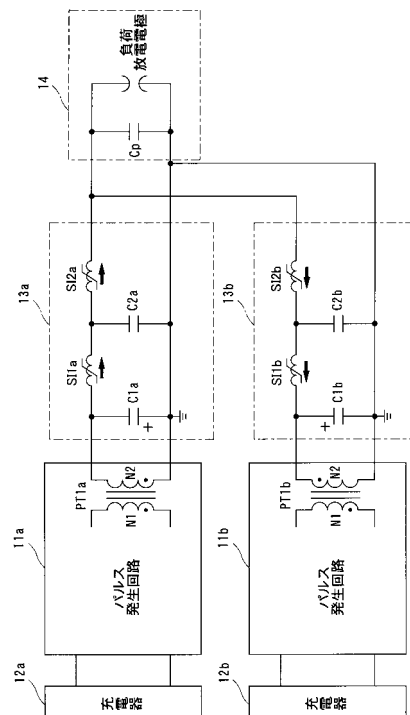 14
負荷
放電電極
Cp
13a
SI1a
SI2a
C1a
C2a
+
13b
SI1b
SI2b
C1b
C2b
+
11a
PT1a
N1
N2
パルス
発生回路
11b
PT1b
N1
N2
パルス
発生回路
12a
充電器
12b
充電器